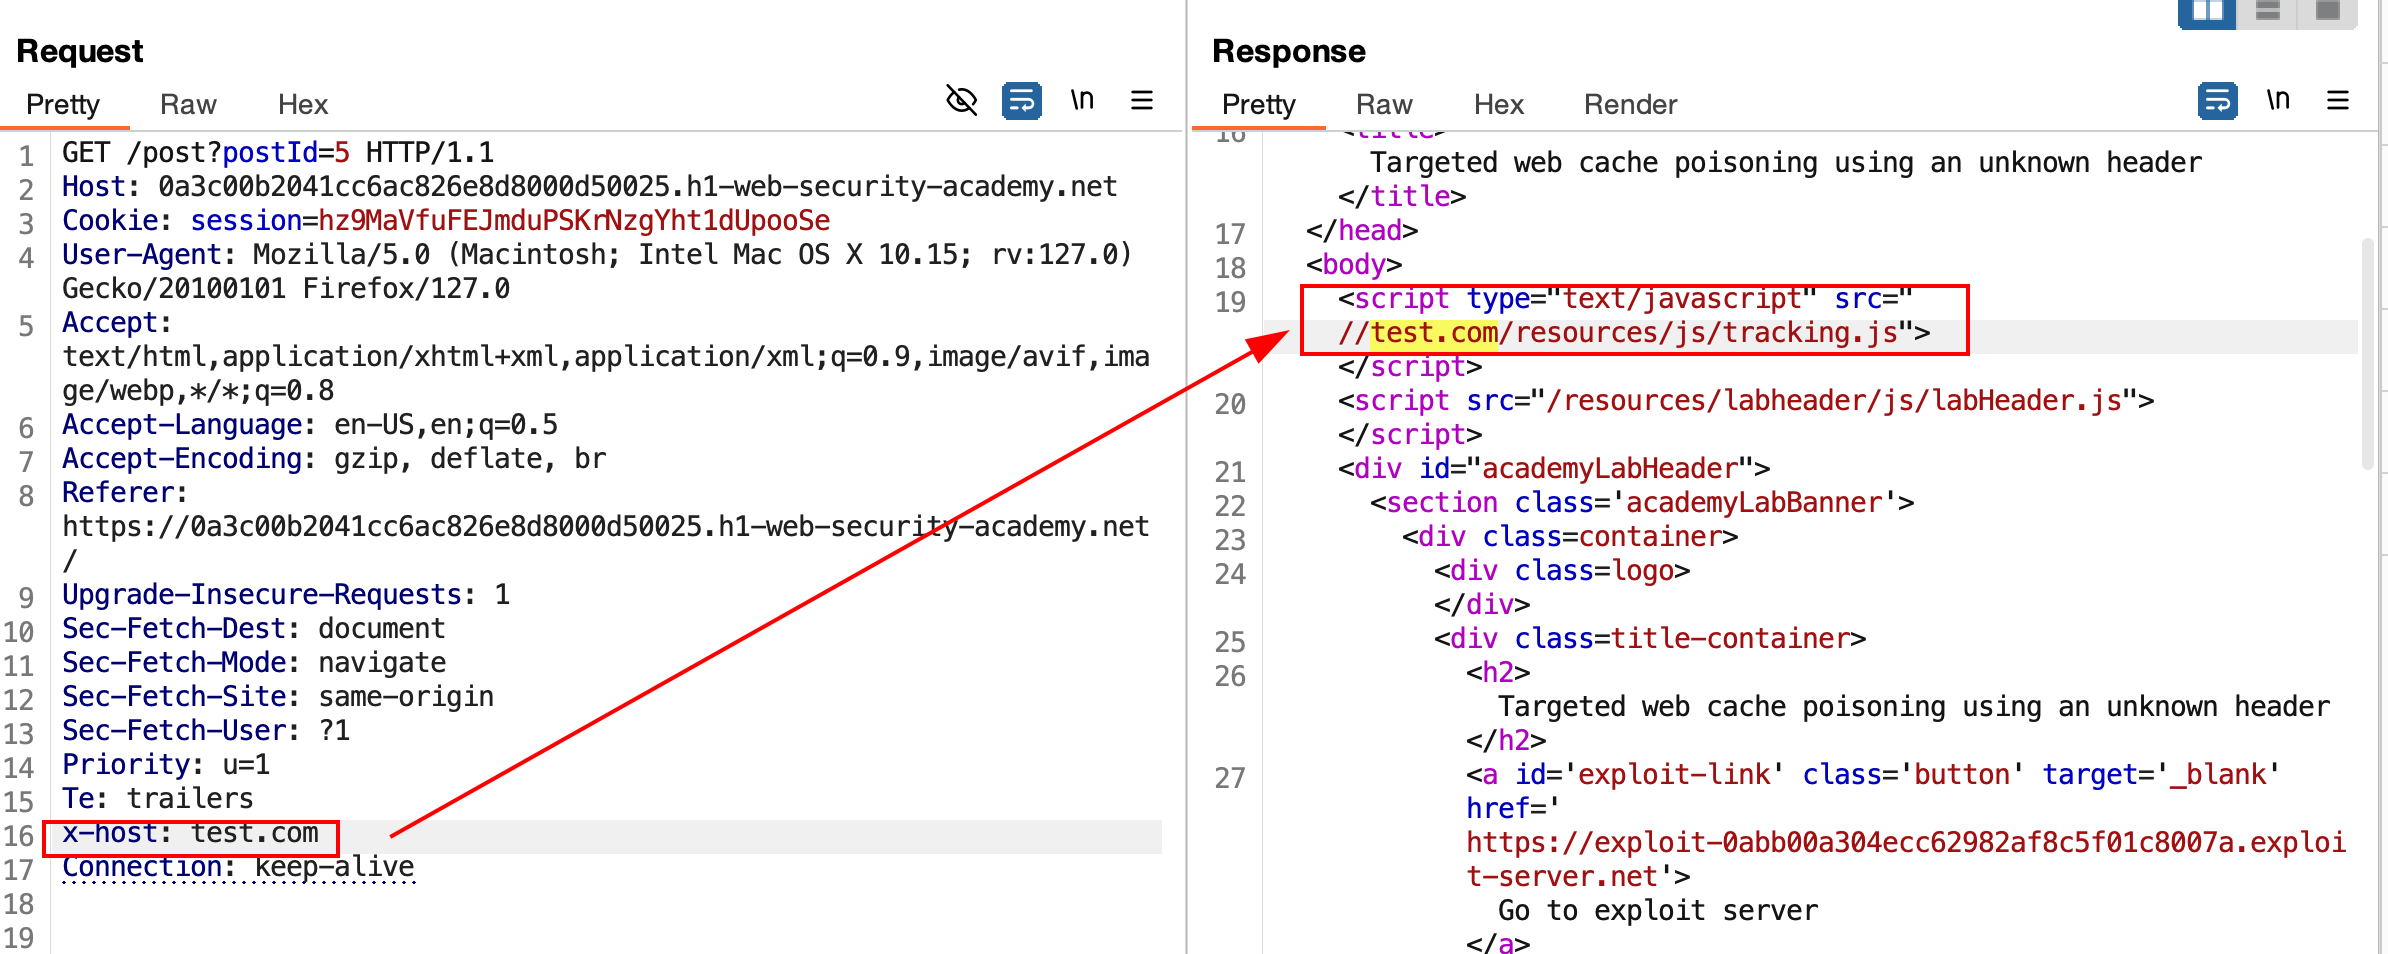 Request
Pretty Raw Hex \n
1 GET /post?postId=5 HTTP/1.1
2 Host: 0a3c00b2041cc6ac826e8d8000d50025.h1-web-security-academy.net
3 Cookie: session=hz9MaVfuFEJmduPSKrNzgYht1dUpooSe
4 User-Agent: Mozilla/5.0 (Macintosh; Intel Mac OS X 10.15; rv:127.0)
Gecko/20100101 Firefox/127.0
5 Accept:
text/html,application/xhtml+xml,application/xml;q=0.9,image/avif,ima
ge/webp,*/*;q=0.8
6 Accept-Language: en-US,en;q=0.5
7 Accept-Encoding: gzip, deflate, br
8 Referer:
https://0a3c00b2041cc6ac826e8d8000d50025.h1-web-security-academy.net
/
9 Upgrade-Insecure-Requests: 1
10 Sec-Fetch-Dest: document
11 Sec-Fetch-Mode: navigate
12 Sec-Fetch-Site: same-origin
13 Sec-Fetch-User: ?1
14 Priority: u=1
15 Te: trailers
16 x-host: test.com
17 Connection: keep-alive
18
19
Response
Pretty Raw Hex Render \n
16 <title>
Targeted web cache poisoning using an unknown header
</title>
17 </head>
18 <body>
19 <script type="text/javascript" src="
//test.com/resources/js/tracking.js">
</script>
20 <script src="/resources/labheader/js/labHeader.js">
</script>
21 <div id="academyLabHeader">
22 <section class='academyLabBanner'>
23 <div class=container>
24 <div class=logo>
</div>
25 <div class=title-container>
26 <h2>
Targeted web cache poisoning using an unknown header
</h2>
27 <a id='exploit-link' class='button' target='_blank'
href='
https://exploit-0abb00a304ecc62982af8c5f01c8007a.exploi
t-server.net'>
Go to exploit server
</a>